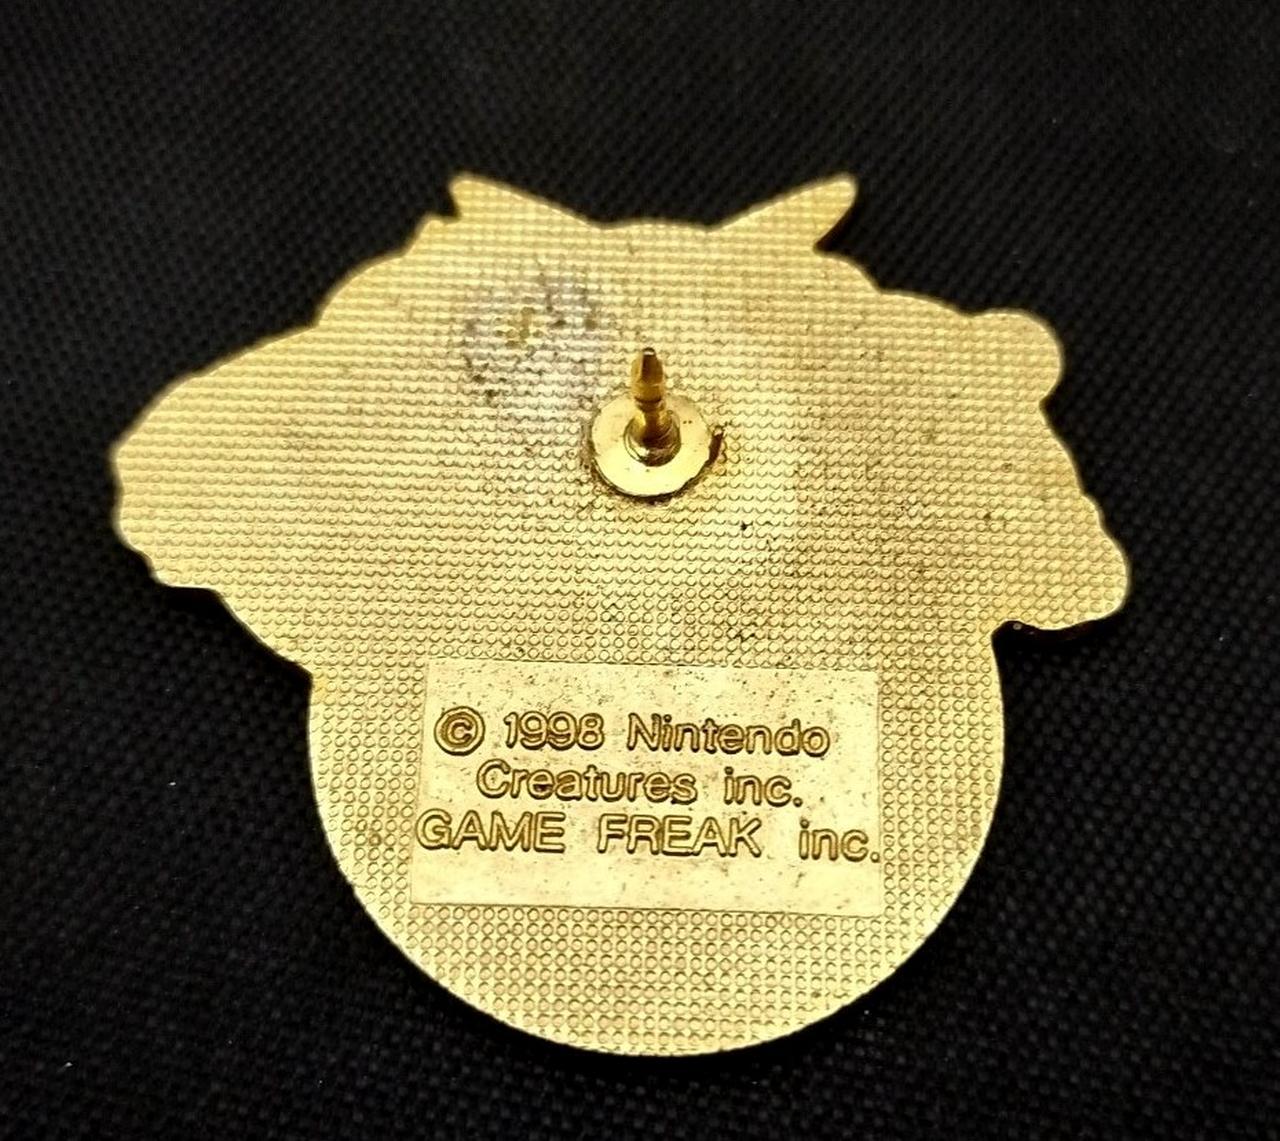 © 1998 Nintendo
Creatures inc.
GAME FREAK inc.